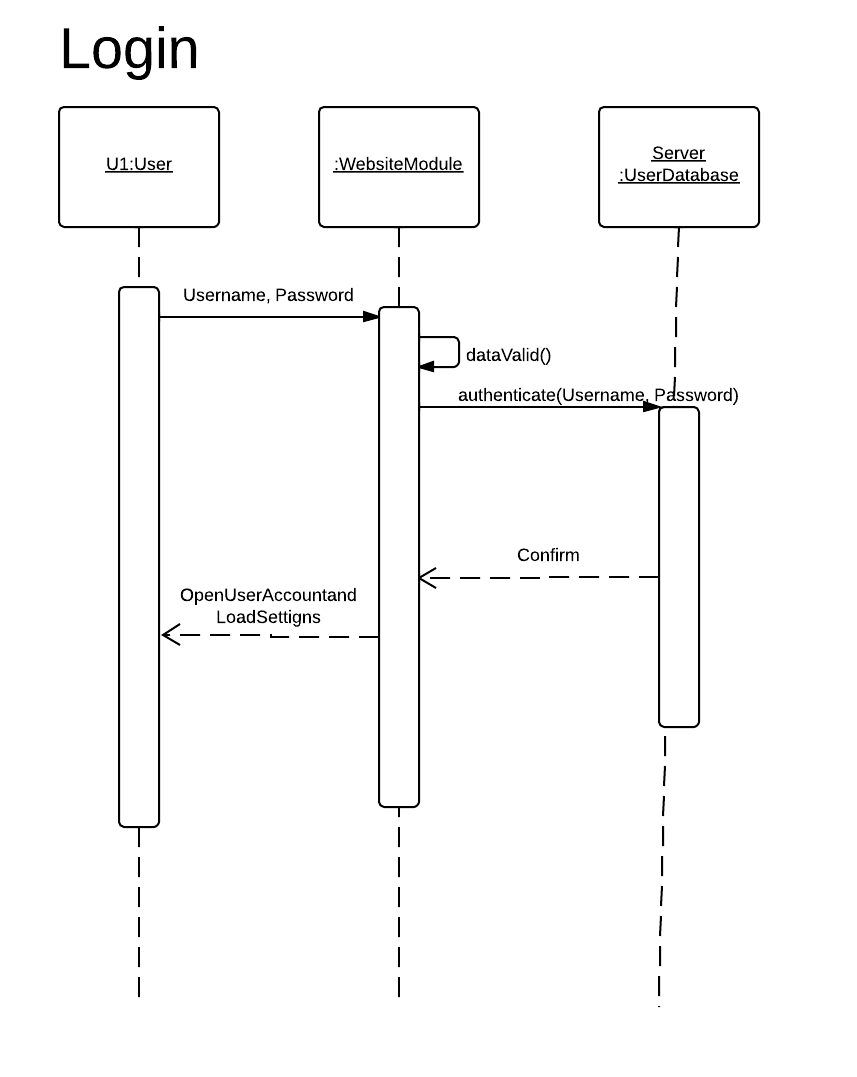 Login
U1:User
:WebsiteModule
Server
:UserDatabase
Username, Password
dataValid()
authenticate(Username, Password)
Confirm
OpenUserAccountand
LoadSettigns